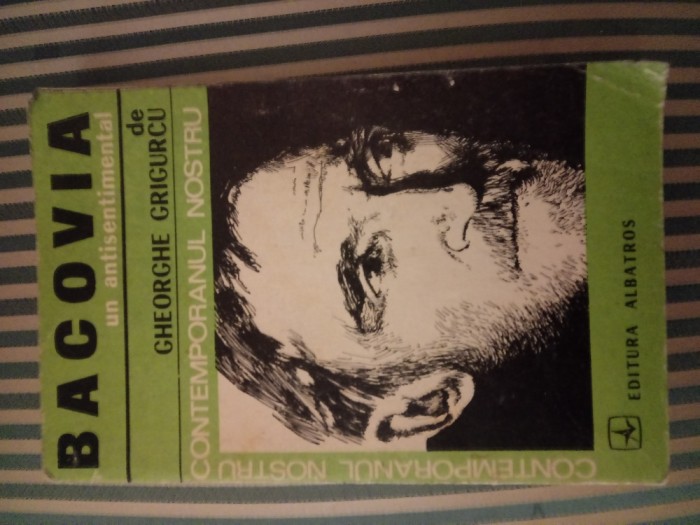 BACOVIA
un antisentimental
de
GHEORGHE GRIGURCU
CONTEMPORANUL NOSTRU
CONTEMPORANUL NOSTRU
EDITURA ALBATROS